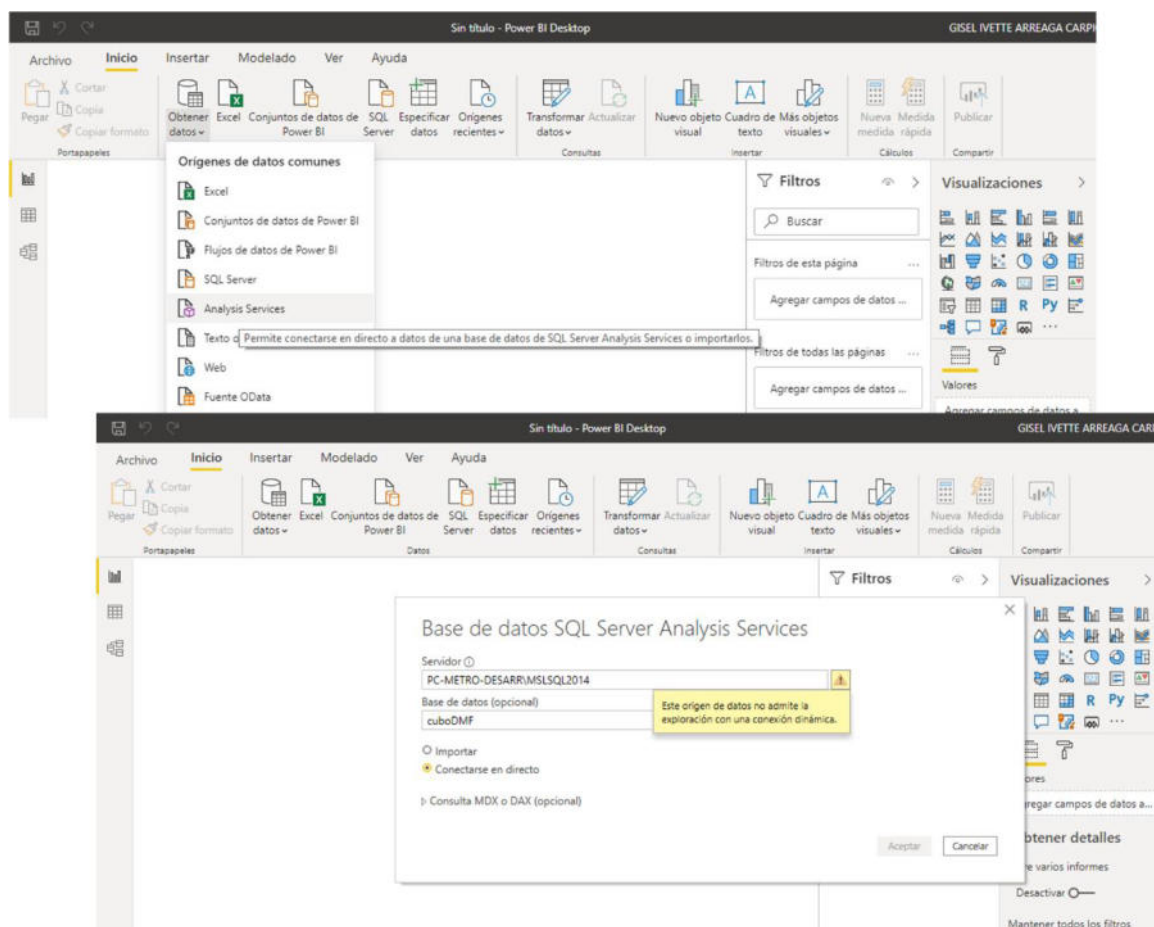 Sin título - Power BI Desktop
GISEL IVETTE ARREAGA CARPI
Archivo Inicio Insertar Modelado Ver Ayuda
Pegar
Cortar
Copia
Copiar formato
Portapapeles
Obtener datos
Excel
Conjuntos de datos de Power BI
SQL Server
Especificar datos
Orígenes recientes
Transformar datos
Actualizar
Consultas
Nuevo objeto visual
Cuadro de texto
Más objetos visuales
Insertar
Nueva medida
Medida rápida
Cálculos
Publicar
Compartir
Orígenes de datos comunes
Excel
Conjuntos de datos de Power BI
Flujos de datos de Power BI
SQL Server
Analysis Services
Texto o
Permite conectarse en directo a datos de una base de datos de SQL Server Analysis Services o importarlos.
Web
Fuente OData
Filtros
Buscar
Filtros de esta página ...
Agregar campos de datos ...
Filtros de todas las páginas ...
Agregar campos de datos ...
Visualizaciones
R Py
...
Valores
Agregar campos de datos a...
Sin título - Power BI Desktop
GISEL IVETTE ARREAGA CARI
Archivo Inicio Insertar Modelado Ver Ayuda
Pegar
Cortar
Copia
Copiar formato
Portapapeles
Obtener datos
Excel
Conjuntos de datos de Power BI
SQL Server
Especificar datos
Orígenes recientes
Datos
Transformar datos
Actualizar
Consultas
Nuevo objeto visual
Cuadro de texto
Más objetos visuales
Insertar
Nueva medida
Medida rápida
Cálculos
Publicar
Compartir
Filtros
Visualizaciones
Base de datos SQL Server Analysis Services
Servidor
PC-METRO-DESARR\MSLSQL2014
Base de datos (opcional)
cuboDMF
Este origen de datos no admite la
exploración con una conexión dinámica.
Importar
Conectarse en directo
Consulta MDX o DAX (opcional)
Aceptar Cancelar
R Py
...
ores
regar campos de datos a...
btener detalles
re varios informes
Desactivar
Mantener todos los filtros